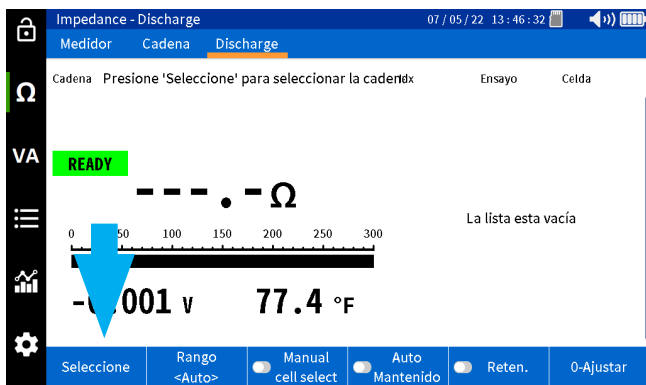 Impedance - Discharge 07 / 05 / 22 13 : 46 : 32
Medidor Cadena Discharge
Cadena Presione 'Seleccione' para seleccionar la cadena Ensayo Celda
Ω
VA
READY
---.-Ω
La lista esta vacía
0 50 100 150 200 250 300
001 V 77.4 °F
Seleccione Rango <Auto> Manual cell select Auto Mantenido Reten. 0-Ajustar